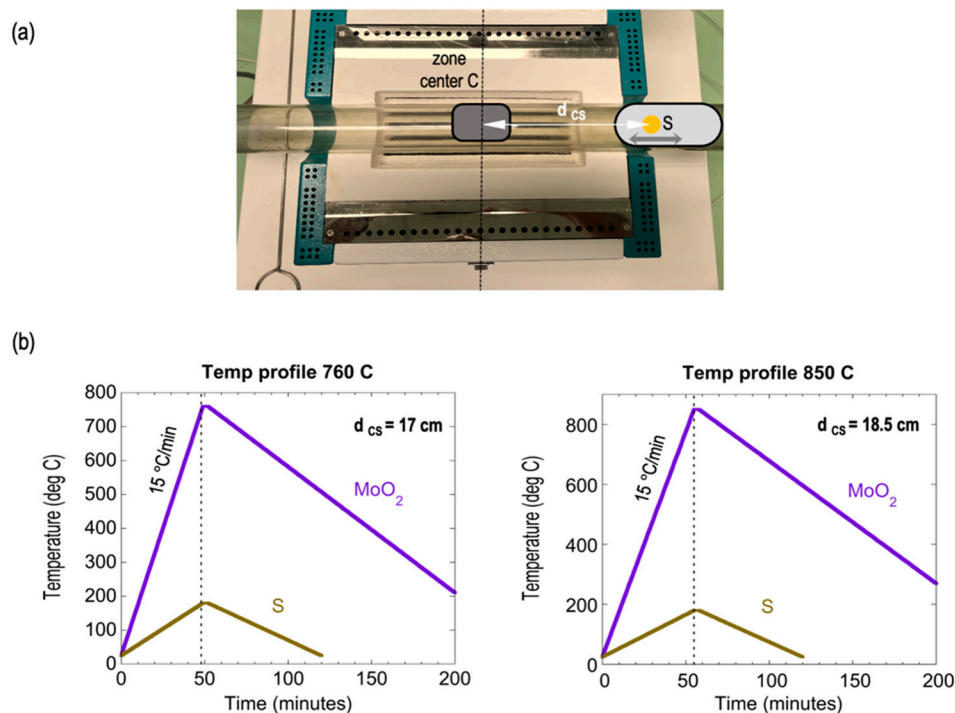 (a)
zone
center C
d CS
S
(b)
Temp profile 760 C
800
700
600
500
400
300
200
100
0
Temperature (deg C)
15 °C/min
d CS = 17 cm
MoO2
S
0
50
100
150
200
Time (minutes)
Temp profile 850 C
800
600
400
200
0
Temperature (deg C)
15 °C/min
d CS = 18.5 cm
MoO2
S
0
50
100
150
200
Time (minutes)